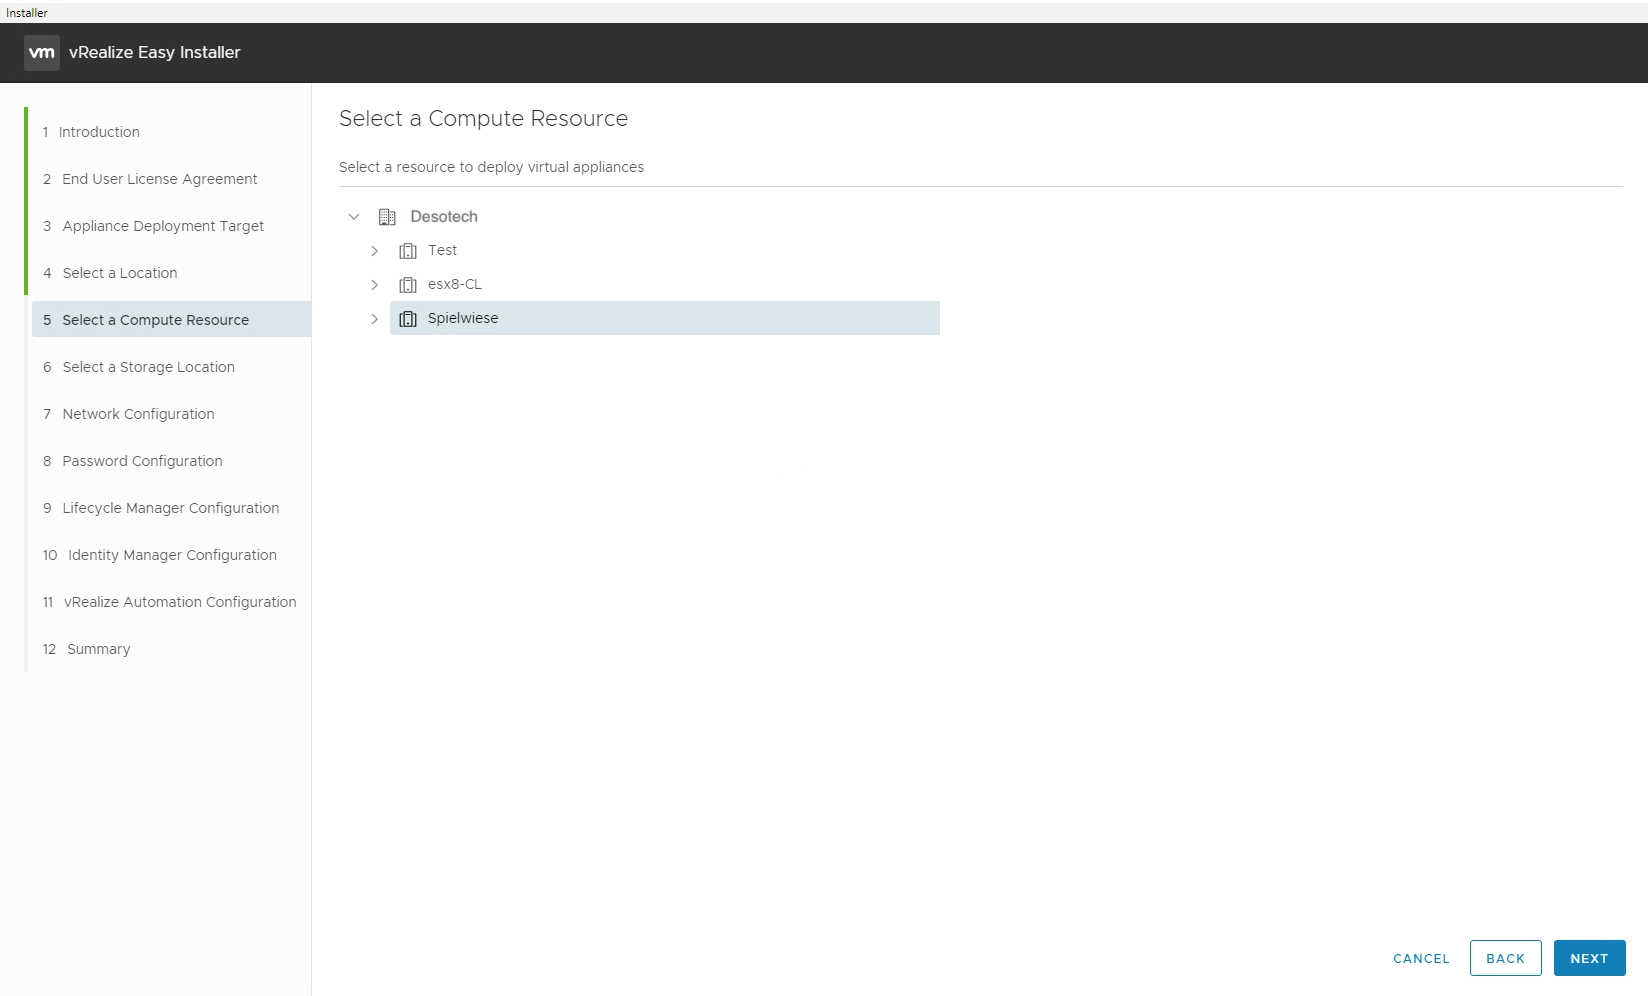 Installer
vm vRealize Easy Installer
1 Introduction
2 End User License Agreement
3 Appliance Deployment Target
4 Select a Location
5 Select a Compute Resource
6 Select a Storage Location
7 Network Configuration
8 Password Configuration
9 Lifecycle Manager Configuration
10 Identity Manager Configuration
11 vRealize Automation Configuration
12 Summary
Select a Compute Resource
Select a resource to deploy virtual appliances
Desotech
Test
esx8-CL
Spielwiese
CANCEL BACK NEXT